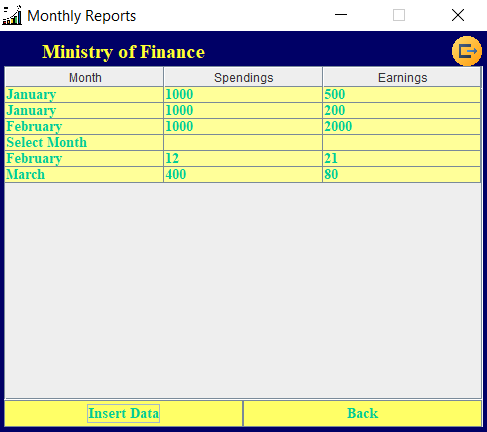 Monthly Reports
Ministry of Finance
Month Spendings Earnings
January 1000 500
January 1000 200
February 1000 2000
Select Month
February 12 21
March 400 80
Insert Data Back